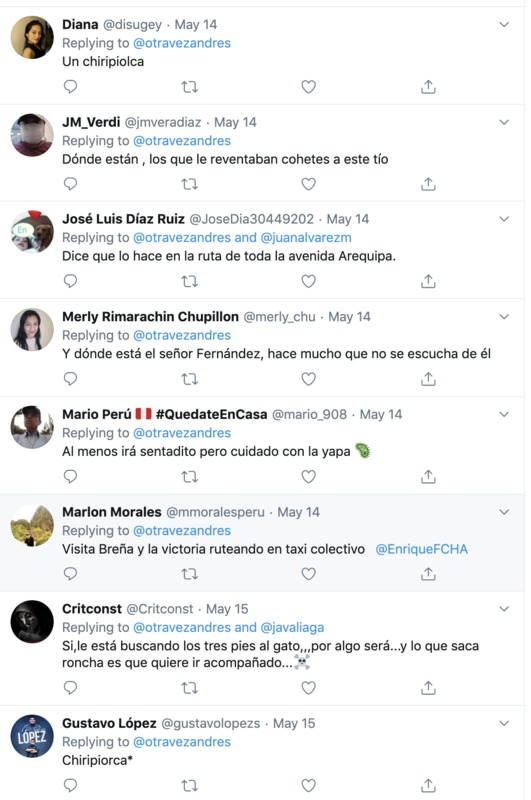 Diana @disugey · May 14
Replying to @otravezandres
Un chiripiolca
JM_Verdi @jmveradiaz · May 14
Replying to @otravezandres
Dónde están , los que le reventaban cohetes a este tío
En
José Luis Díaz Ruiz @JoseDia30449202 · May 14
Replying to @otravezandres and @juanalvarezm
Dice que lo hace en la ruta de toda la avenida Arequipa.
Merly Rimarachin Chupillon @merly_chu · May 14
Replying to @otravezandres
Y dónde está el señor Fernández, hace mucho que no se escucha de él
Mario Perú 🇵🇪 #QuedateEnCasa @mario_908 · May 14
Replying to @otravezandres
Al menos irá sentadito pero cuidado con la yapa 🦠
Marlon Morales @mmoralesperu · May 14
Replying to @otravezandres
Visita Breña y la victoria ruteando en taxi colectivo @EnriqueFCHA
Critconst @Critconst · May 15
Replying to @otravezandres and @javaliaga
Si,le está buscando los tres pies al gato,,,por algo será...y lo que saca
roncha es que quiere ir acompañado...☠️
LOPEZ
Gustavo López @gustavolopezs · May 15
Replying to @otravezandres
Chiripiorca*